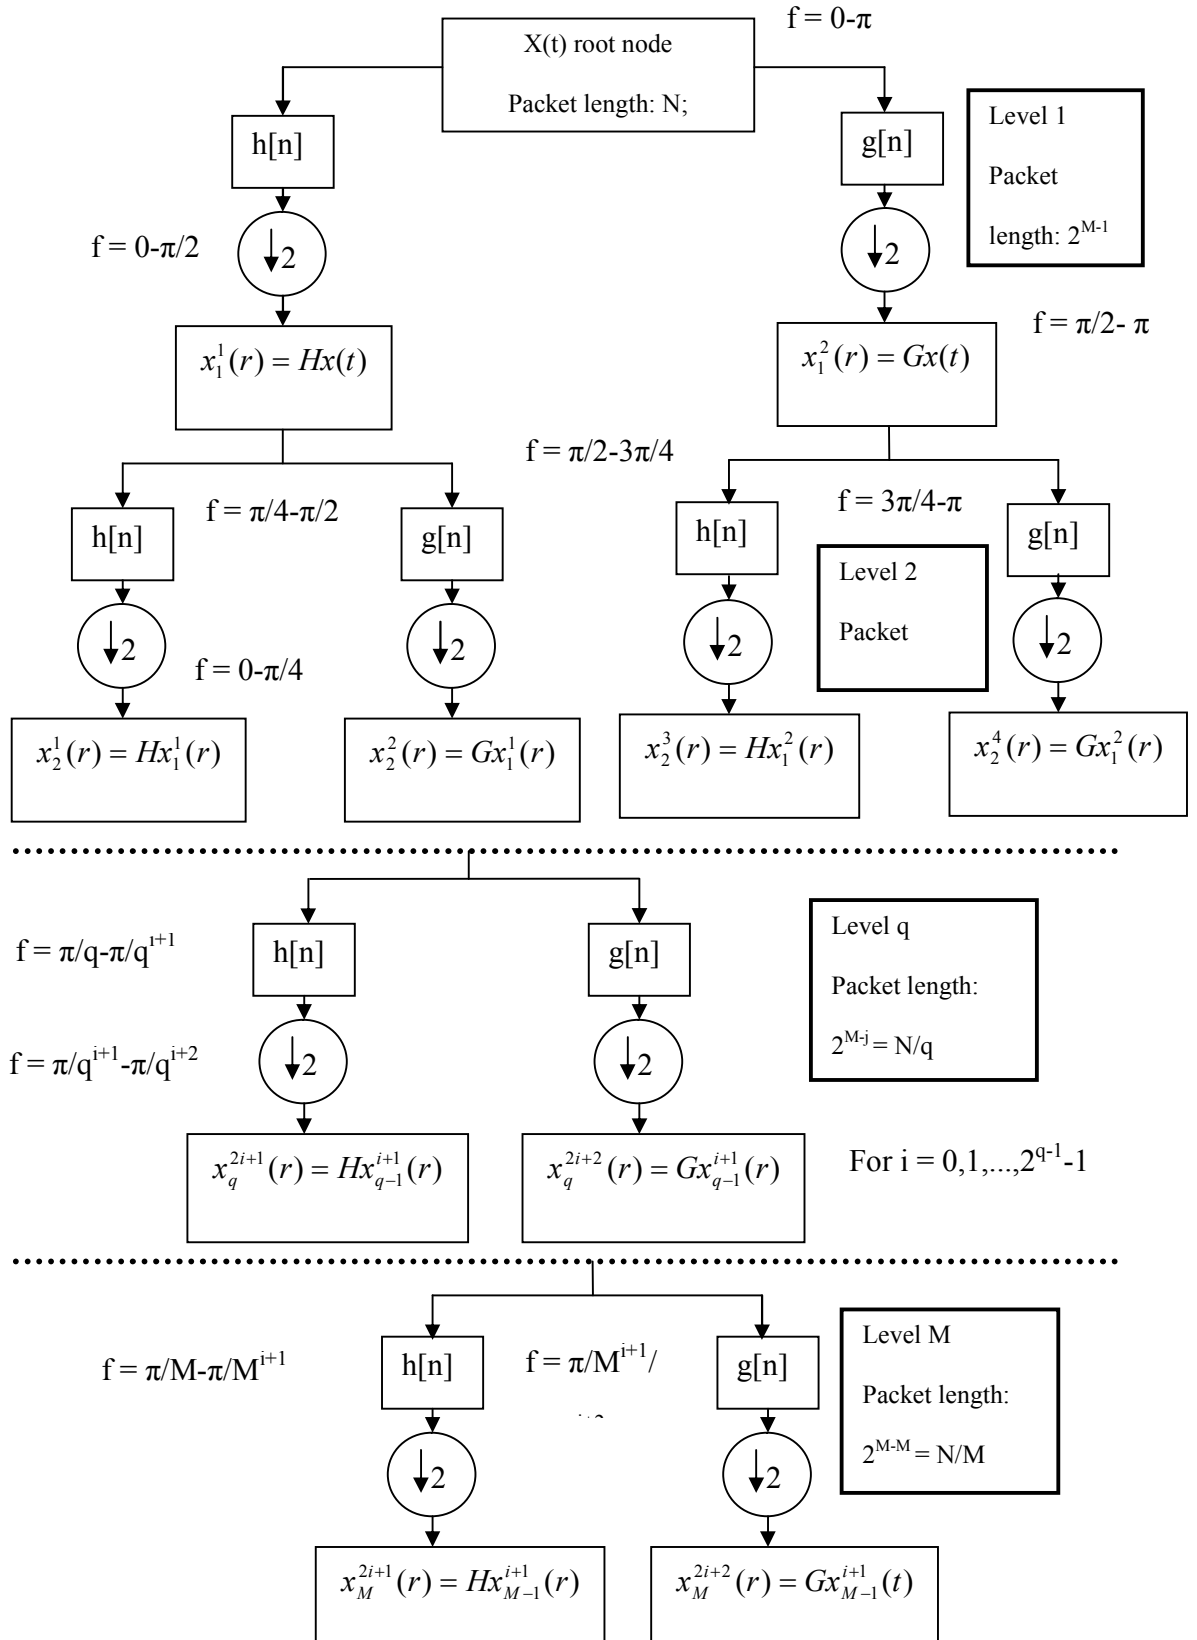 f = 0-π
X(t) root node
Packet length: N;
h[n]
g[n]
Level 1
Packet
length: 2^{M-1}
f = 0-π/2
↓2
↓2
f = π/2- π
x_1^1(r) = Hx(t)
x_1^2(r) = Gx(t)
f = π/2-3π/4
f = π/4-π/2
f = 3π/4-π
h[n]
g[n]
h[n]
g[n]
Level 2
Packet
↓2
↓2
↓2
↓2
f = 0-π/4
x_2^1(r) = Hx_1^1(r)
x_2^2(r) = Gx_1^1(r)
x_2^3(r) = Hx_1^2(r)
x_2^4(r) = Gx_1^2(r)
f = π/q-π/q^{i+1}
h[n]
g[n]
Level q
Packet length:
2^{M-j} = N/q
f = π/q^{i+1}-π/q^{i+2}
↓2
↓2
x_q^{2i+1}(r) = Hx_{q-1}^{i+1}(r)
x_q^{2i+2}(r) = Gx_{q-1}^{i+1}(r)
For i = 0,1,...,2^{q-1}-1
f = π/M-π/M^{i+1}
h[n]
f = π/M^{i+1}/
g[n]
Level M
Packet length:
2^{M-M} = N/M
↓2
↓2
x_M^{2i+1}(r) = Hx_{M-1}^{i+1}(r)
x_M^{2i+2}(r) = Gx_{M-1}^{i+1}(t)